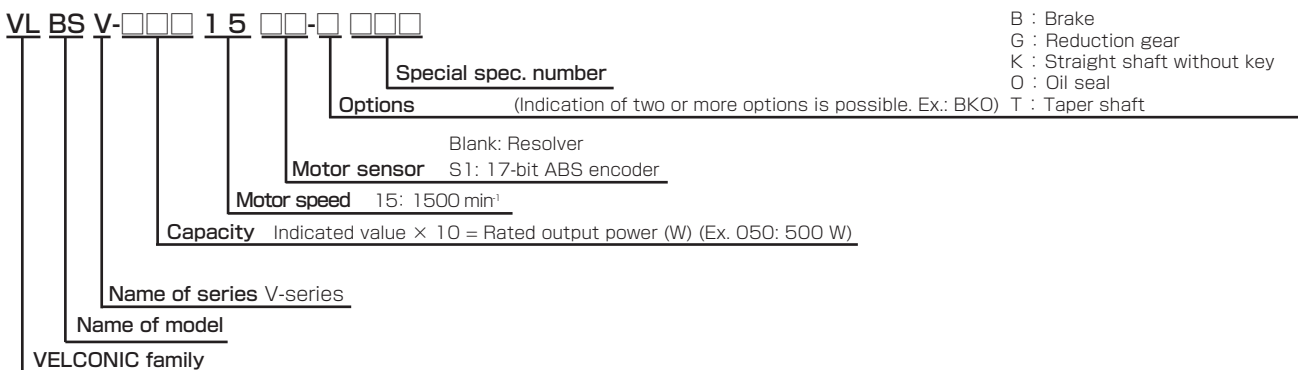 VL BS V-□□□ 1 5 □□-□ □□□
B : Brake
G : Reduction gear
K : Straight shaft without key
O : Oil seal
T : Taper shaft
Special spec. number
Options (Indication of two or more options is possible. Ex.: BKO)
Blank: Resolver
Motor sensor S1: 17-bit ABS encoder
Motor speed 15: 1500 min⁻¹
Capacity Indicated value × 10 = Rated output power (W) (Ex. 050: 500 W)
Name of series V-series
Name of model
VELCONIC family